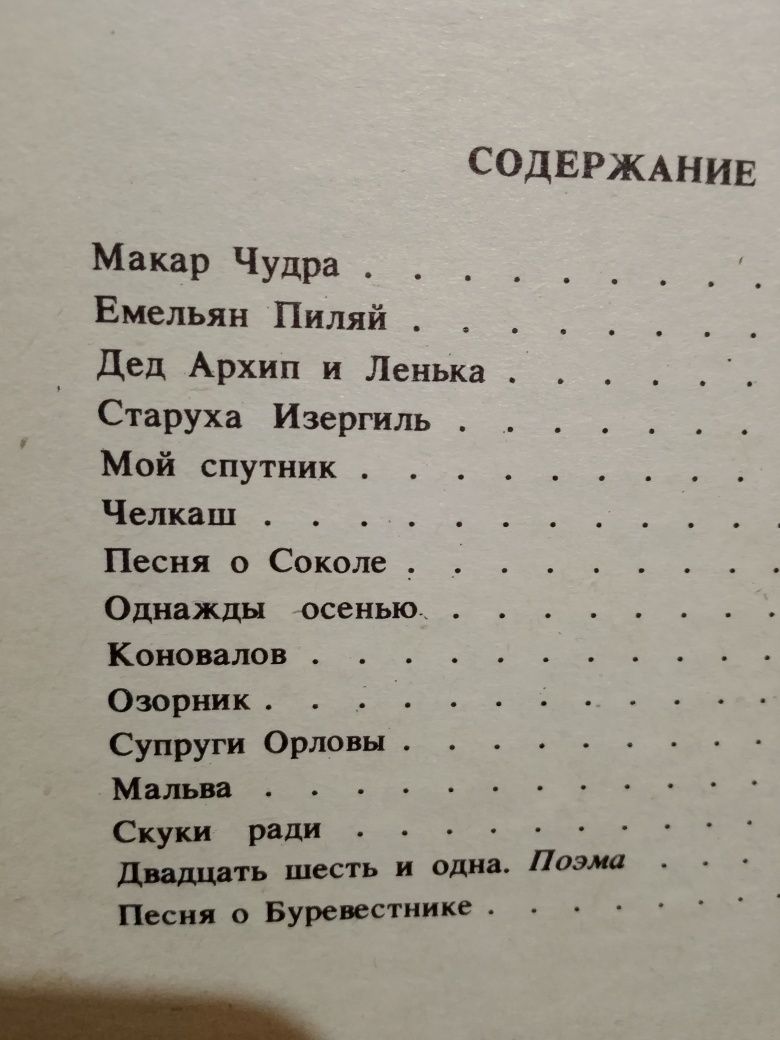 СОДЕРЖАНИЕ
Макар Чудра . . . . . . . . .
Емельян Пиляй . . . . . . . .
Дед Архип и Ленька . . . . . .
Старуха Изергиль . . . . . . .
Мой спутник . . . . . . . . .
Челкаш . . . . . . . . . . .
Песня о Соколе . . . . . . . .
Однажды осенью . . . . . . . .
Коновалов . . . . . . . . . .
Озорник . . . . . . . . . . .
Супруги Орловы . . . . . . . .
Мальва . . . . . . . . . . .
Скуки ради . . . . . . . . .
Двадцать шесть и одна. Поэма . . .
Песня о Буревестнике . . . . . .